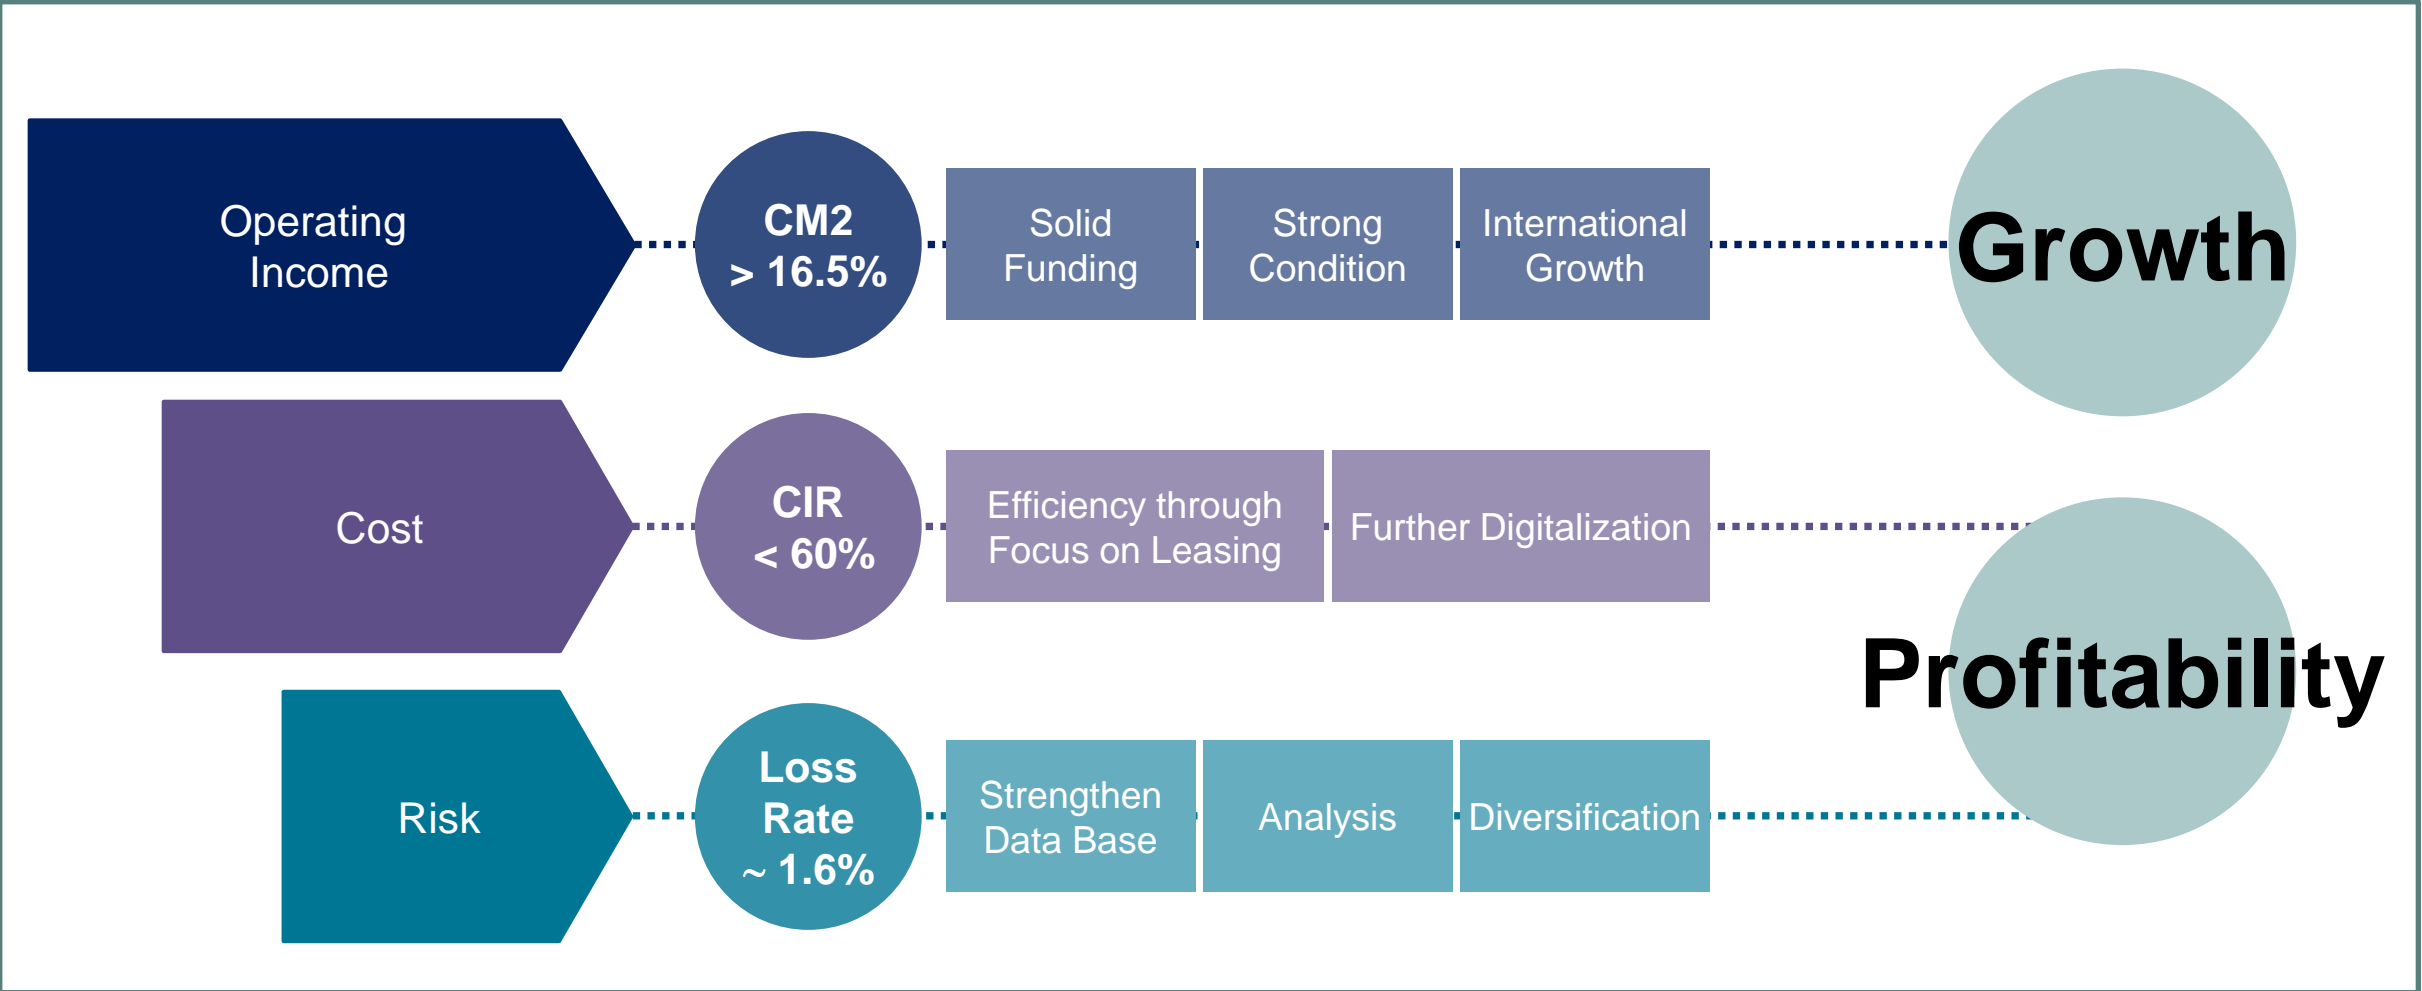 Operating
Income
CM2
> 16.5%
Solid
Funding
Strong
Condition
International
Growth
Growth
Cost
CIR
< 60%
Efficiency through
Focus on Leasing
Further Digitalization
Profitability
Risk
Loss
Rate
~ 1.6%
Strengthen
Data Base
Analysis
Diversification